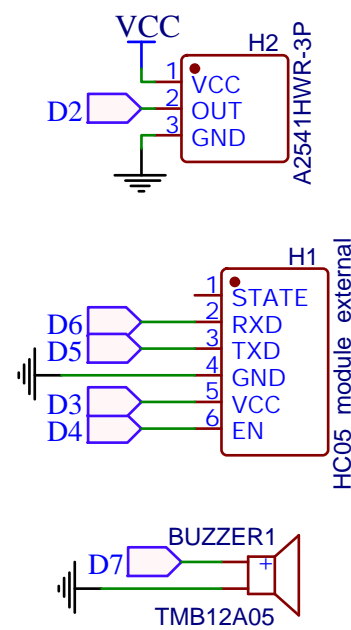 VCC
H2
1 VCC
D2 2 OUT
3 GND
A2541HWR-3P
H1
1 STATE
D6 2 RXD
D5 3 TXD
4 GND
D3 5 VCC
D4 6 EN
HC05 module external
BUZZER1
D7 +
TMB12A05